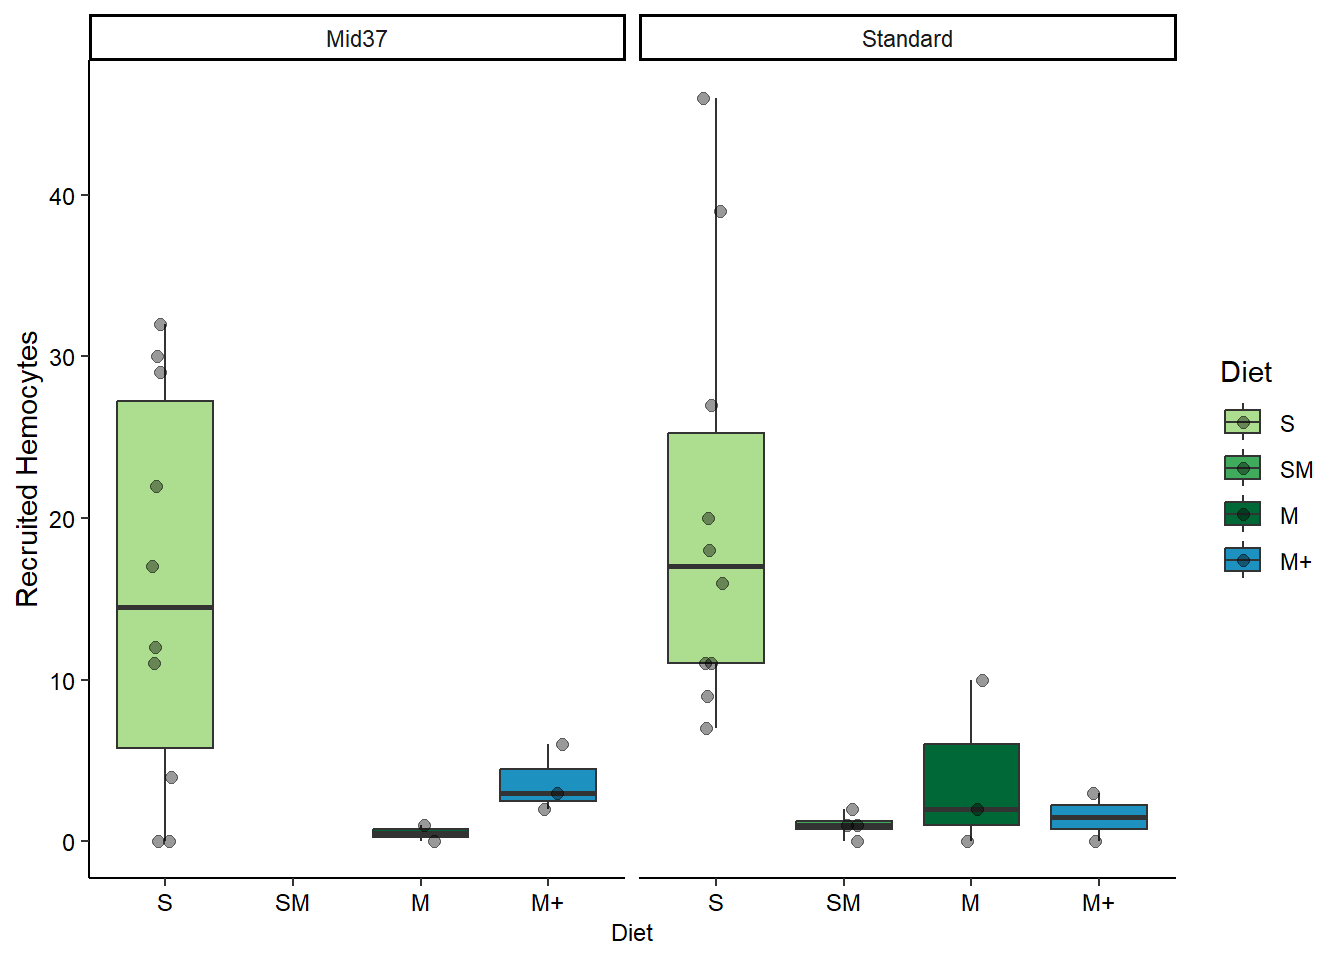 Mid37
Standard
Recruited Hemocytes
40
30
20
10
0
S SM M M+
S SM M M+
Diet
Diet
S
SM
M
M+